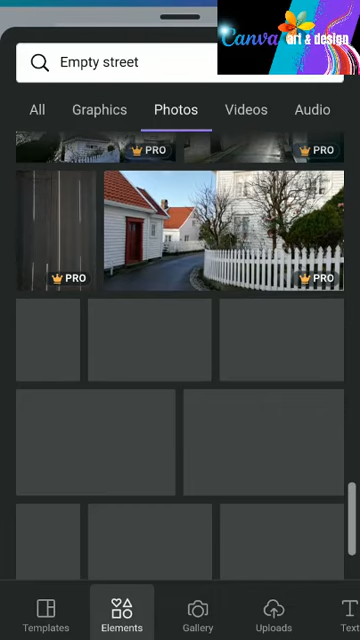 Canva art & design
Empty street
All Graphics Photos Videos Audio
PRO PRO
PRO PRO
Templates Elements Gallery Uploads Text